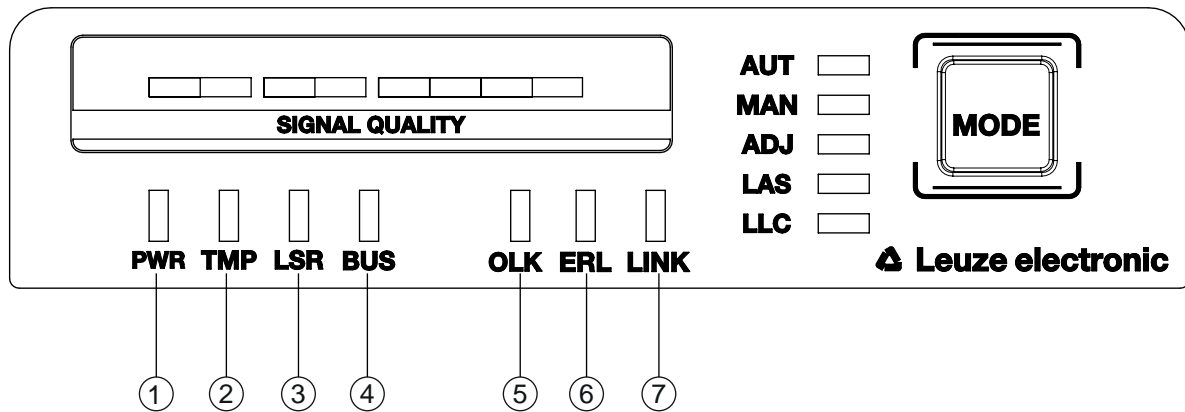 SIGNAL QUALITY
AUT
MAN
ADJ
LAS
LLC
MODE
PWR TMP LSR BUS OLK ERL LINK
Leuze electronic
1 2 3 4 5 6 7